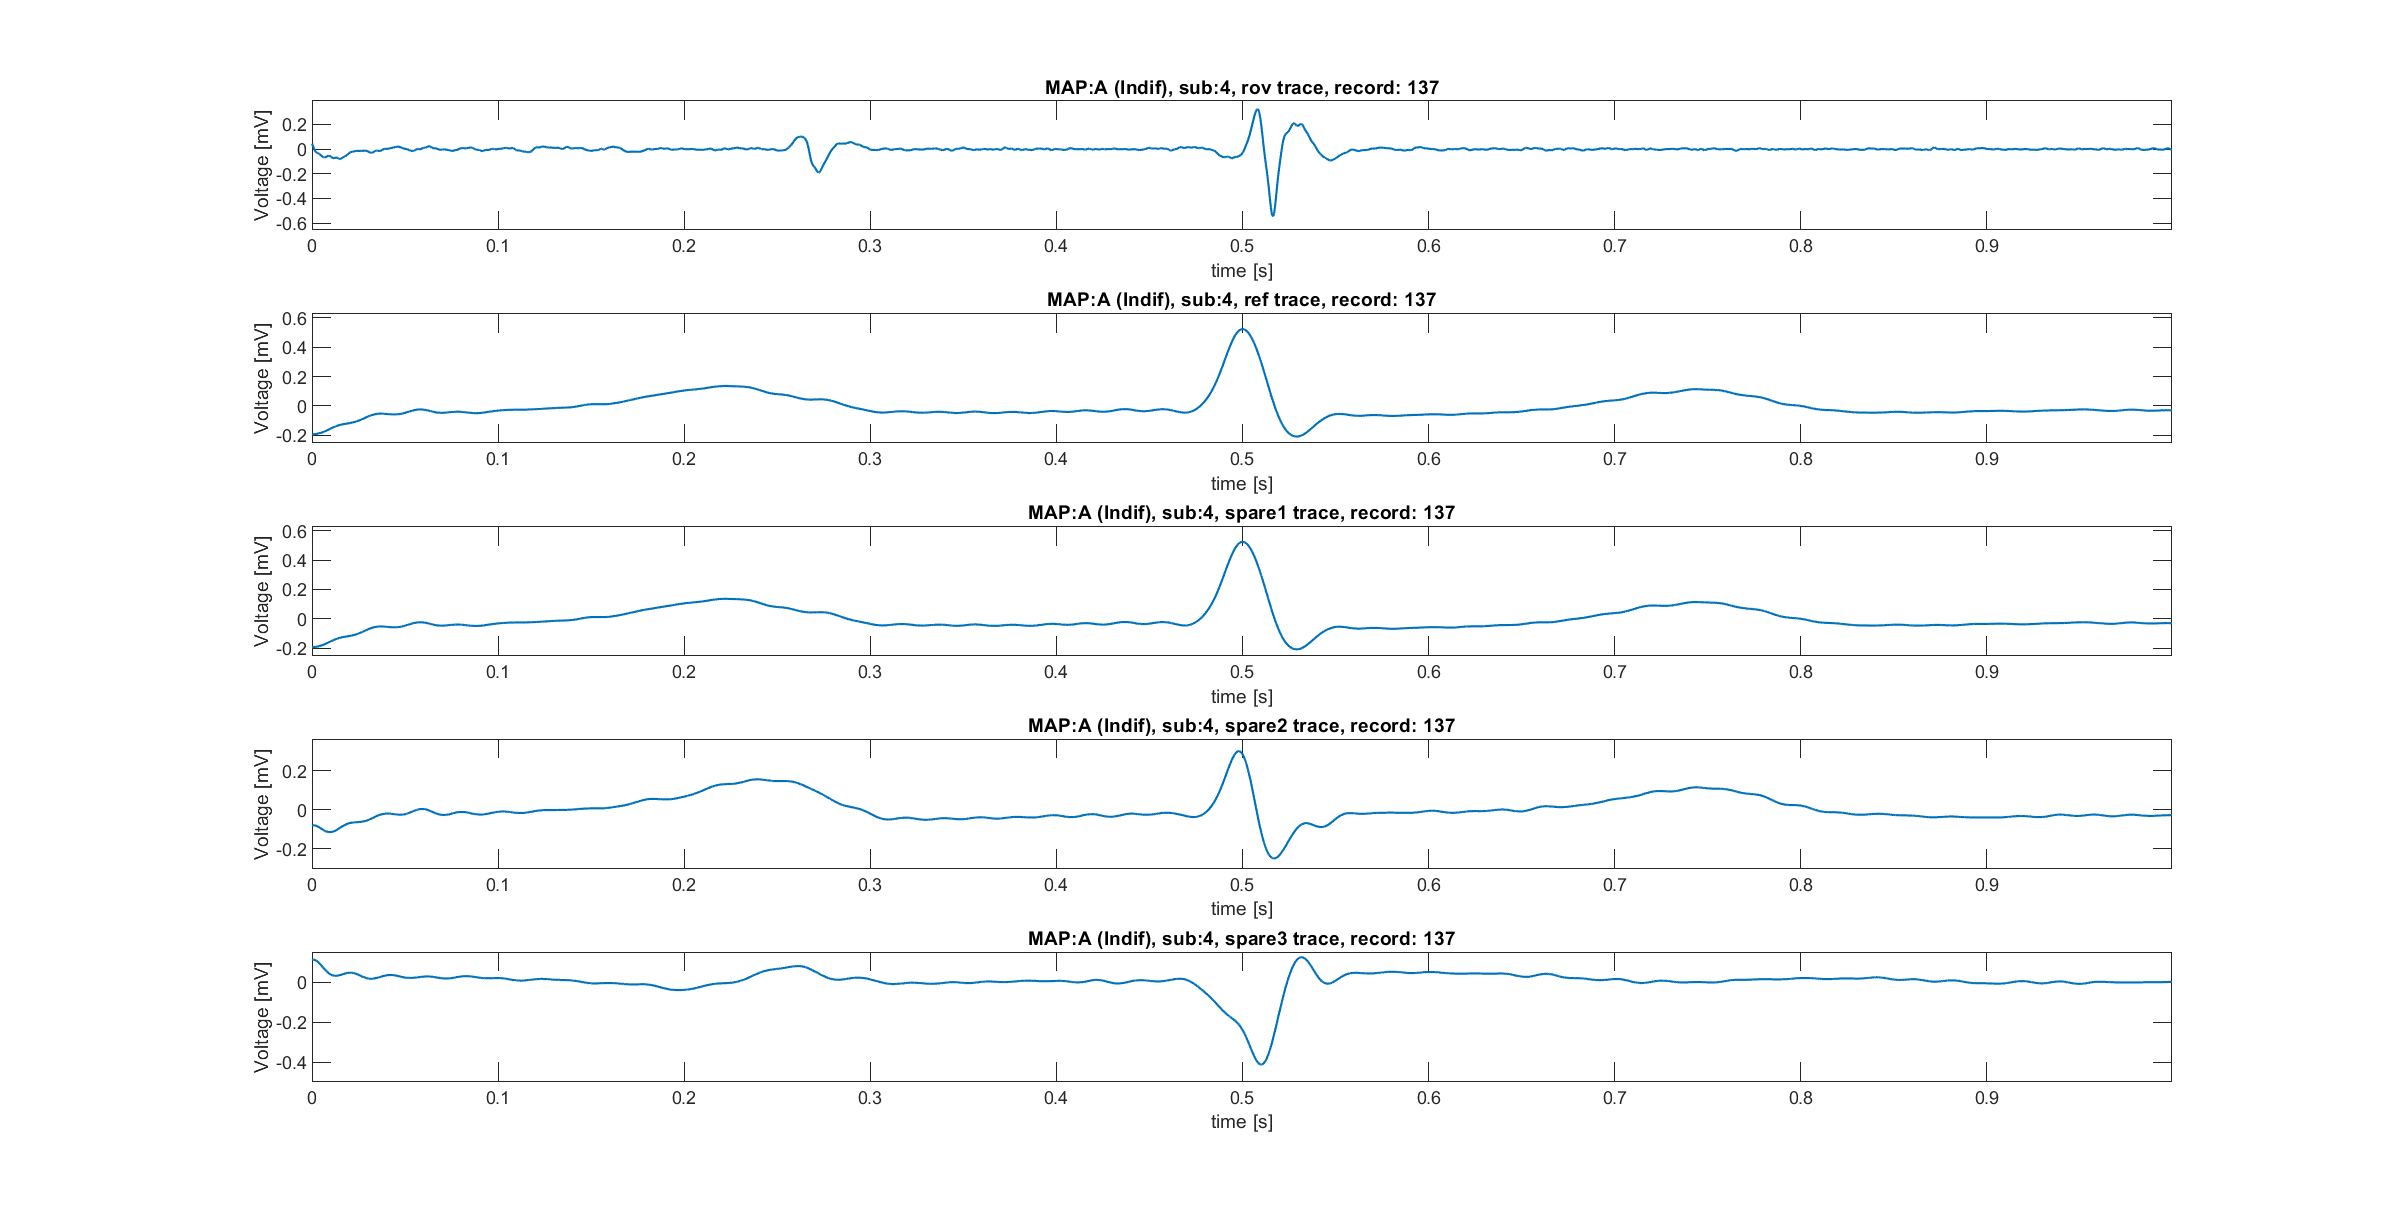 MAP:A (Indif), sub:4, rov trace, record: 137
Voltage [mV]
0.2
0
-0.2
-0.4
-0.6
0 0.1 0.2 0.3 0.4 0.5 0.6 0.7 0.8 0.9
time [s]
MAP:A (Indif), sub:4, ref trace, record: 137
Voltage [mV]
0.6
0.4
0.2
0
-0.2
0 0.1 0.2 0.3 0.4 0.5 0.6 0.7 0.8 0.9
time [s]
MAP:A (Indif), sub:4, spare1 trace, record: 137
Voltage [mV]
0.6
0.4
0.2
0
-0.2
0 0.1 0.2 0.3 0.4 0.5 0.6 0.7 0.8 0.9
time [s]
MAP:A (Indif), sub:4, spare2 trace, record: 137
Voltage [mV]
0.2
0
-0.2
0 0.1 0.2 0.3 0.4 0.5 0.6 0.7 0.8 0.9
time [s]
MAP:A (Indif), sub:4, spare3 trace, record: 137
Voltage [mV]
0
-0.2
-0.4
0 0.1 0.2 0.3 0.4 0.5 0.6 0.7 0.8 0.9
time [s]